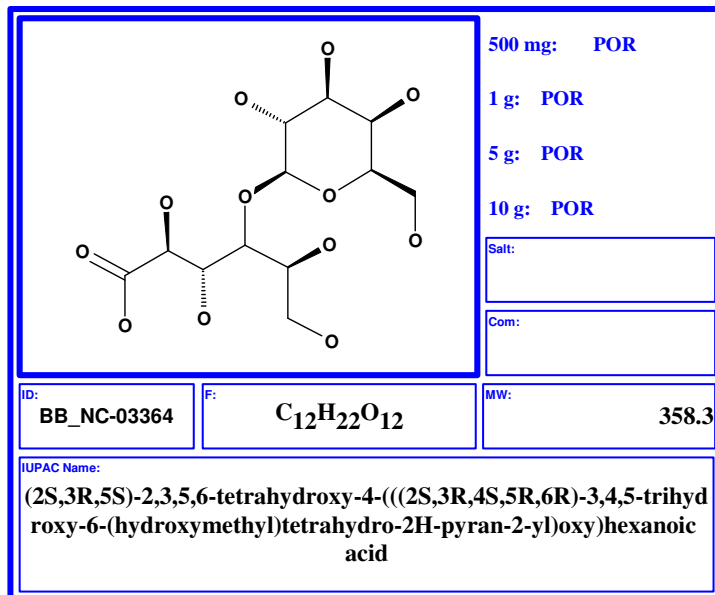 500 mg: POR
1 g: POR
5 g: POR
10 g: POR
O
O
O
O
O
O
O
O
O
O
O
O
Salt:
Com:
ID:
BB_NC-03364
F:
C12H22O12
MW:
358.3
IUPAC Name:
(2S,3R,5S)-2,3,5,6-tetrahydroxy-4-(((2S,3R,4S,5R,6R)-3,4,5-trihyd
roxy-6-(hydroxymethyl)tetrahydro-2H-pyran-2-yl)oxy)hexanoic
acid